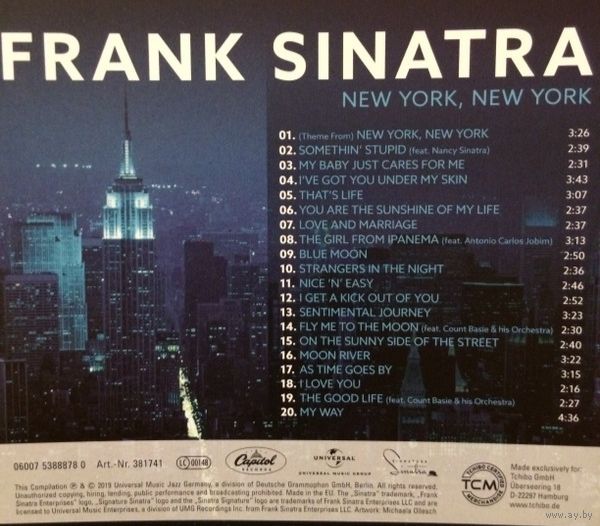 FRANK SINATRA
NEW YORK, NEW YORK
01. (Theme From) NEW YORK, NEW YORK 3:26
02. SOMETHIN' STUPID (feat. Nancy Sinatra) 2:39
03. MY BABY JUST CARES FOR ME 2:31
04. I'VE GOT YOU UNDER MY SKIN 3:43
05. THAT'S LIFE 3:07
06. YOU ARE THE SUNSHINE OF MY LIFE 2:37
07. LOVE AND MARRIAGE 2:37
08. THE GIRL FROM IPANEMA (feat. Antonio Carlos Jobim) 3:13
09. BLUE MOON 2:50
10. STRANGERS IN THE NIGHT 2:36
11. NICE 'N' EASY 2:46
12. I GET A KICK OUT OF YOU 2:52
13. SENTIMENTAL JOURNEY 3:23
14. FLY ME TO THE MOON (feat. Count Basie & his Orchestra) 2:30
15. ON THE SUNNY SIDE OF THE STREET 2:40
16. MOON RIVER 3:22
17. AS TIME GOES BY 3:15
18. I LOVE YOU 2:16
19. THE GOOD LIFE (feat. Count Basie & his Orchestra) 2:27
20. MY WAY 4:36
06007 5388878 0 Art.-Nr. 381741 LC 00148 Capitol UNIVERSAL UNIVERSAL MUSIC GROUP SIGNATURE Sinatra TCHIBO CERTIFIED TCM MERCHANDISE
Made exclusively for:
Tchibo GmbH
Überseering 18
D-22297 Hamburg
www.tchibo.com
This Compilation ℗ & © 2019 Universal Music Jazz Germany, a division of Deutsche Grammophon GmbH, Berlin. All rights reserved.
Unauthorized copying, hiring, lending, public performance and broadcasting prohibited. Made in the EU. The „Sinatra" trademark, „Frank
Sinatra Enterprises" logo, „Signature Sinatra" logo and the „Sinatra Signature" logo are trademarks of Frank Sinatra Enterprises LLC and are
licensed to Universal Music Enterprises, a division of UMG Recordings Inc. from Frank Sinatra Enterprises LLC. Artwork: Michaela Gilesch
www.ay.by